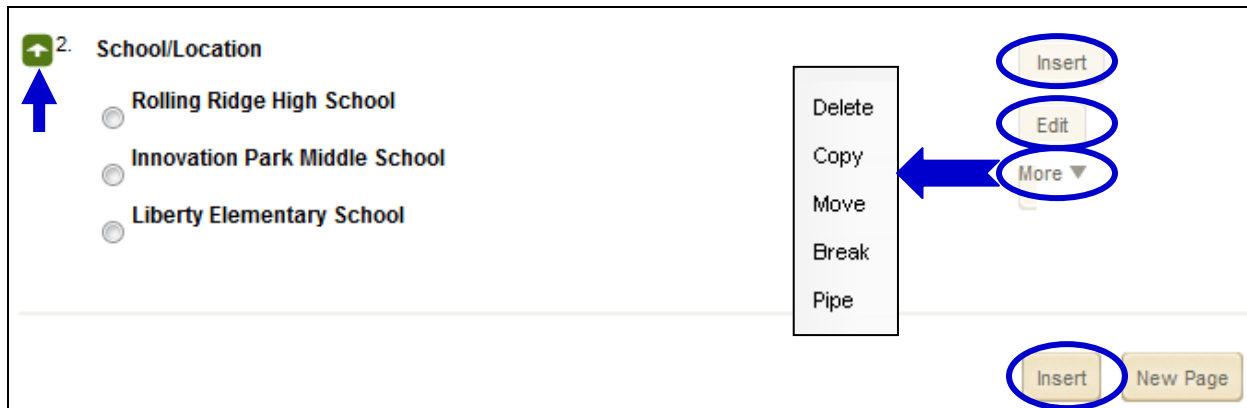 2. School/Location
Rolling Ridge High School
Innovation Park Middle School
Liberty Elementary School
Delete
Copy
Move
Break
Pipe
Insert
Edit
More ▼
Insert New Page